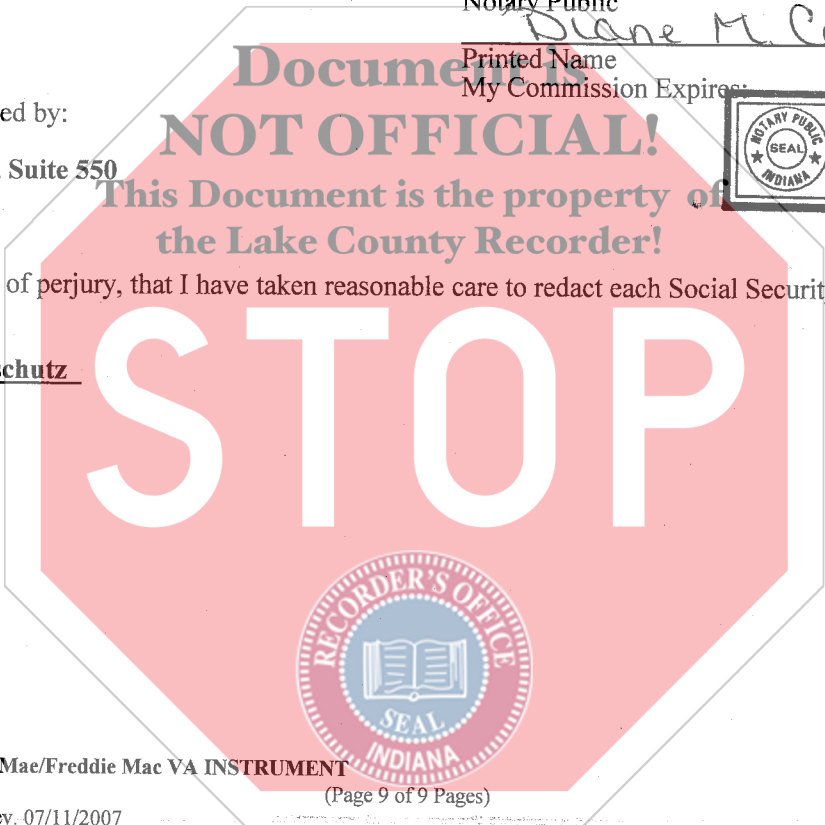 Notary Public
Diane M. C
Document is
Printed Name
My Commission Expires:
ed by:
NOT OFFICIAL!
NOTARY PUBLIC
SEAL
INDIANA
Suite 550
This Document is the property of
the Lake County Recorder!
of perjury, that I have taken reasonable care to redact each Social Securit
chutz
STOP
RECORDER'S OFFICE
SEAL
INDIANA
Mae/Freddie Mac VA INSTRUMENT
(Page 9 of 9 Pages)
ev. 07/11/2007